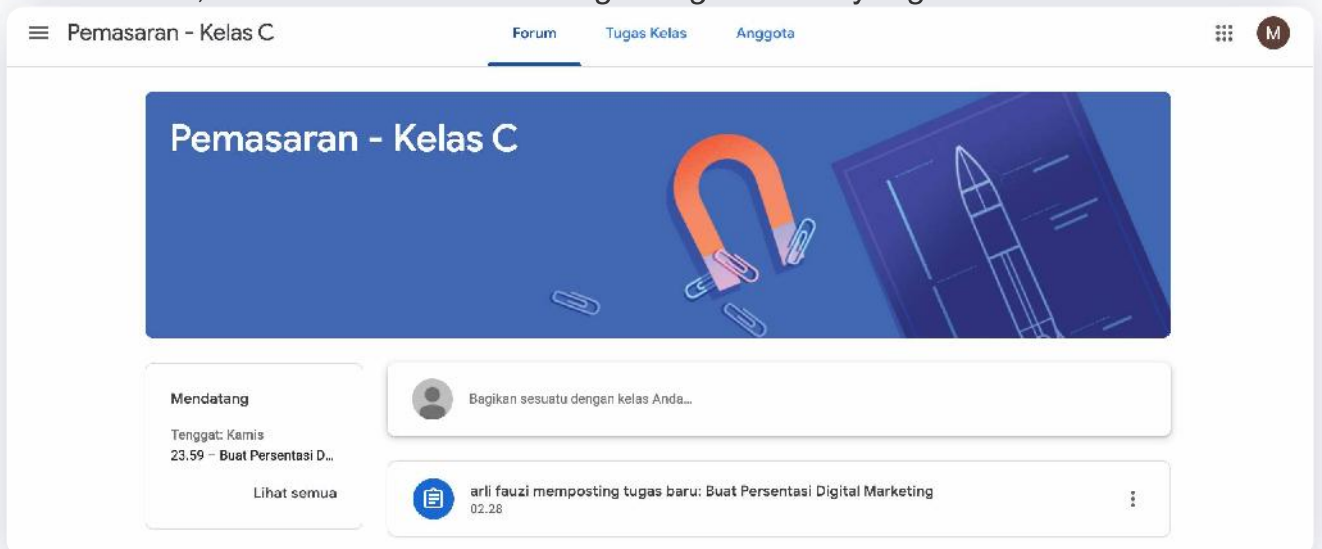 Pemasaran - Kelas C
Forum Tugas Kelas Anggota
M
Pemasaran - Kelas C
Mendatang
Tenggat: Kamis
23.59 – Buat Persentasi D...
Lihat semua
Bagikan sesuatu dengan kelas Anda...
arli fauzi memposting tugas baru: Buat Persentasi Digital Marketing
02.28